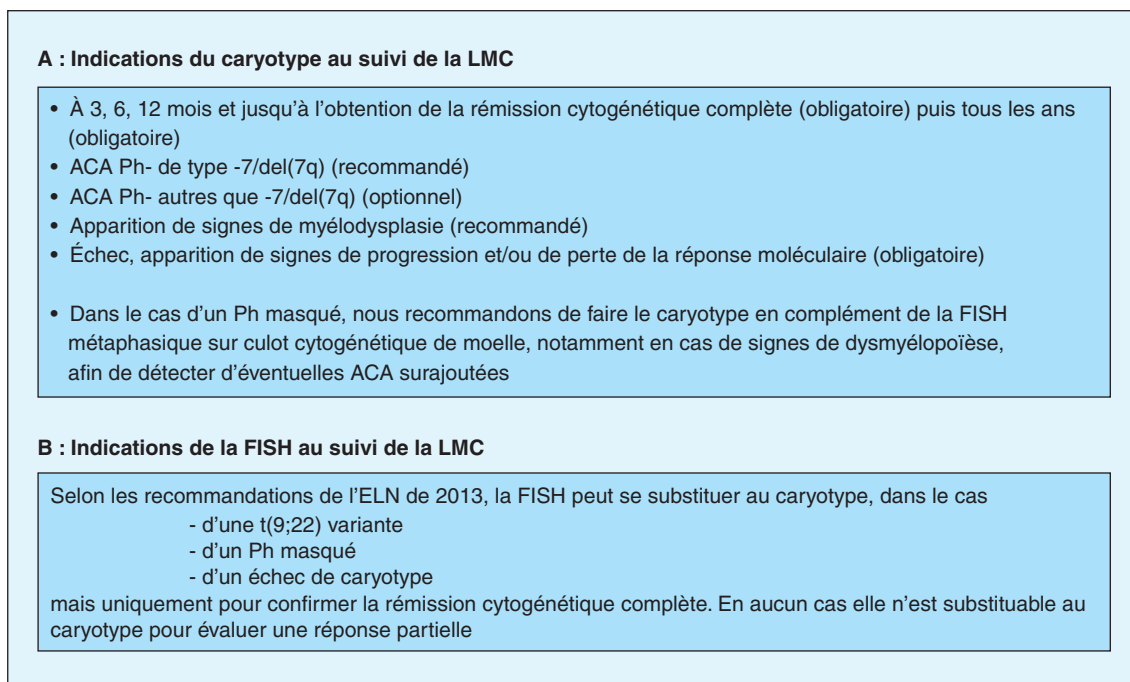 A : Indications du caryotype au suivi de la LMC
• À 3, 6, 12 mois et jusqu'à l'obtention de la rémission cytogénétique complète (obligatoire) puis tous les ans
(obligatoire)
• ACA Ph- de type -7/del(7q) (recommandé)
• ACA Ph- autres que -7/del(7q) (optionnel)
• Apparition de signes de myélodysplasie (recommandé)
• Échec, apparition de signes de progression et/ou de perte de la réponse moléculaire (obligatoire)
• Dans le cas d'un Ph masqué, nous recommandons de faire le caryotype en complément de la FISH
métaphasique sur culot cytogénétique de moelle, notamment en cas de signes de dysmyélopoïèse,
afin de détecter d'éventuelles ACA surajoutées
B : Indications de la FISH au suivi de la LMC
Selon les recommandations de l'ELN de 2013, la FISH peut se substituer au caryotype, dans le cas
- d'une t(9;22) variante
- d'un Ph masqué
- d'un échec de caryotype
mais uniquement pour confirmer la rémission cytogénétique complète. En aucun cas elle n'est substituable au
caryotype pour évaluer une réponse partielle